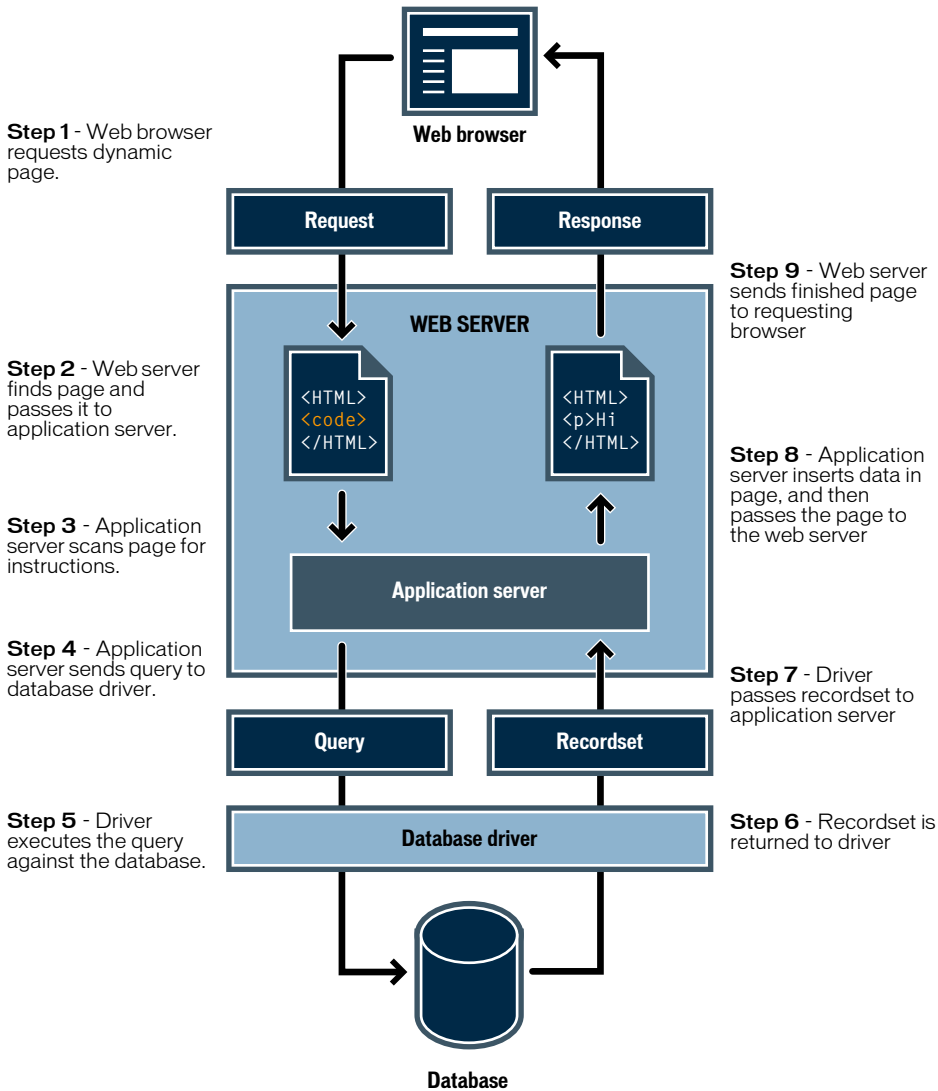 Web browser
Step 1 - Web browser
requests dynamic
page.
Request
Response
Step 9 - Web server
sends finished page
to requesting
browser
WEB SERVER
Step 2 - Web server
finds page and
passes it to
application server.
<HTML>
<code>
</HTML>
<HTML>
<p>Hi
</HTML>
Step 8 - Application
server inserts data in
page, and then
passes the page to
the web server
Step 3 - Application
server scans page for
instructions.
Application server
Step 4 - Application
server sends query to
database driver.
Step 7 - Driver
passes recordset to
application server
Query
Recordset
Step 5 - Driver
executes the query
against the database.
Database driver
Step 6 - Recordset is
returned to driver
Database